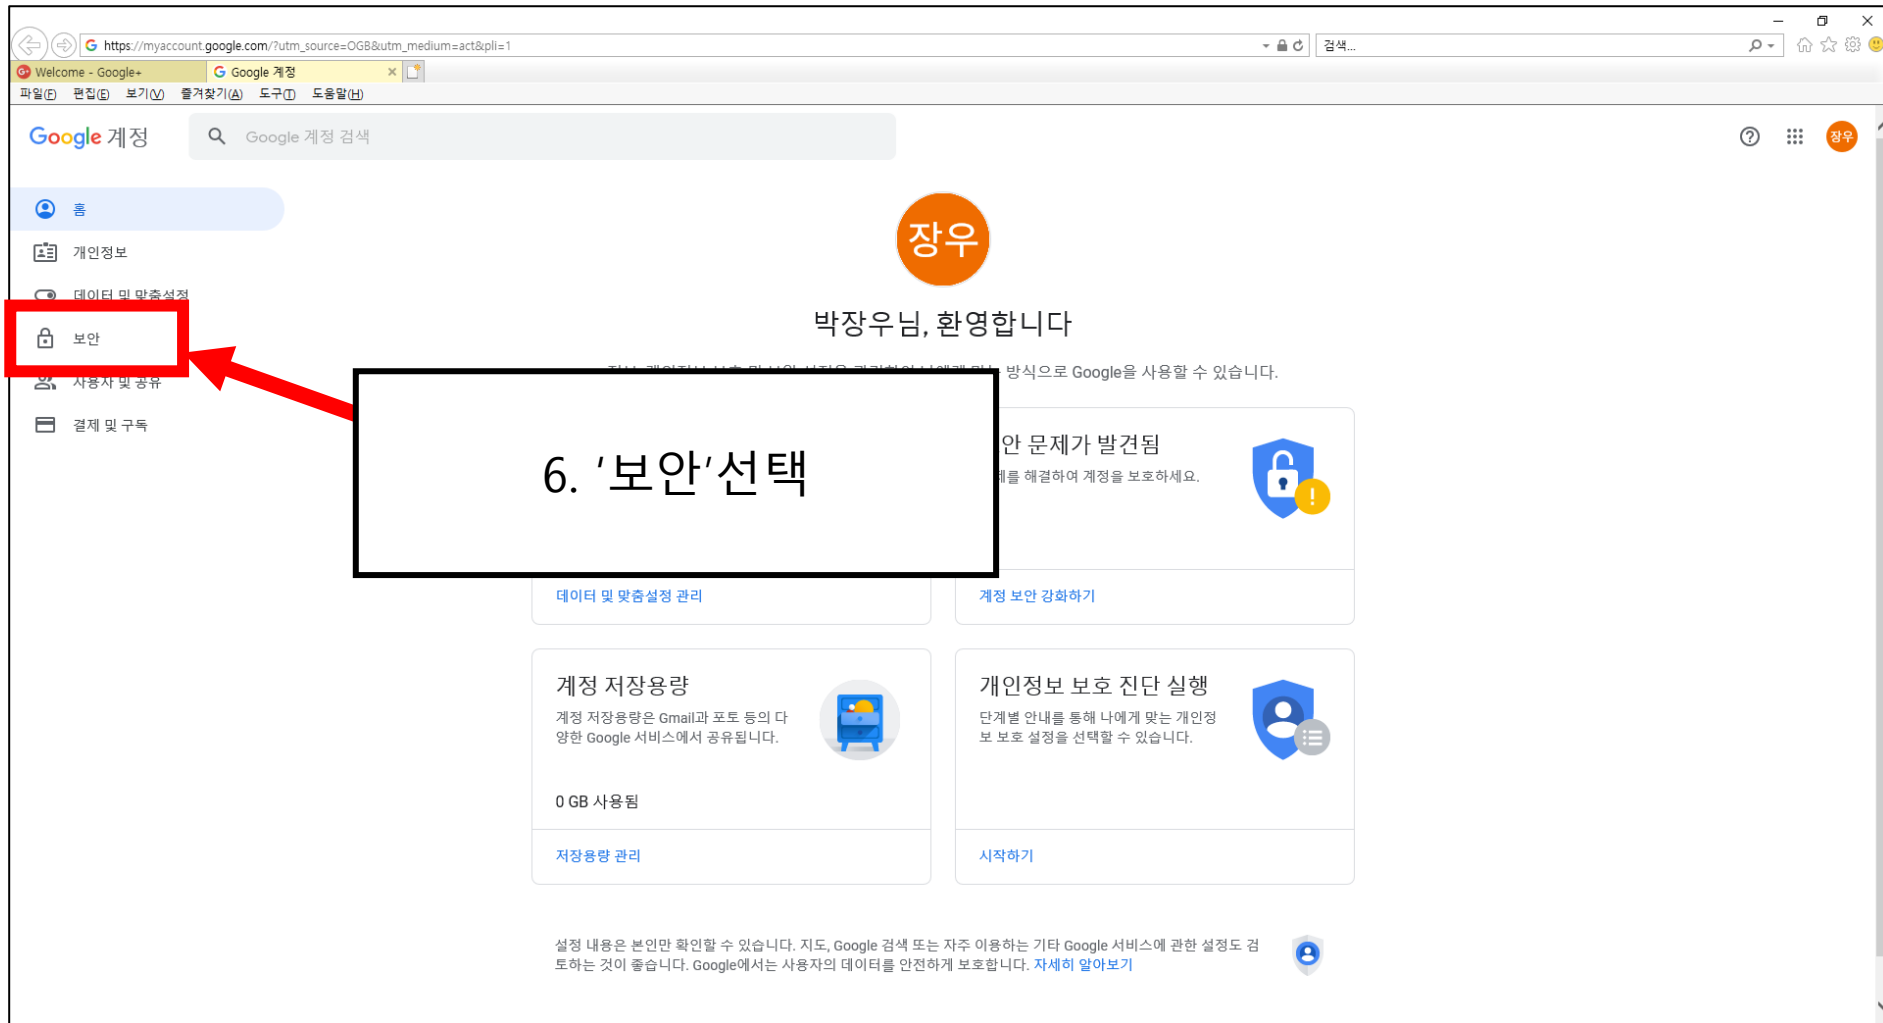 https://myaccount.google.com/?utm_source=OGB&utm_medium=act&pli=1
검색...
Welcome - Google+
Google 계정
파일(F) 편집(E) 보기(V) 즐겨찾기(A) 도구(T) 도움말(H)
Google 계정
Google 계정 검색
장우
홈
개인정보
데이터 및 맞춤설정
보안
사용자 및 공유
결제 및 구독
장우
박장우님, 환영합니다
방식으로 Google을 사용할 수 있습니다.
6. '보안'선택
안 문제가 발견됨
를 해결하여 계정을 보호하세요.
데이터 및 맞춤설정 관리
계정 보안 강화하기
계정 저장용량
계정 저장용량은 Gmail과 포토 등의 다
양한 Google 서비스에서 공유됩니다.
0 GB 사용됨
저장용량 관리
개인정보 보호 진단 실행
단계별 안내를 통해 나에게 맞는 개인정
보 보호 설정을 선택할 수 있습니다.
시작하기
설정 내용은 본인만 확인할 수 있습니다. 지도, Google 검색 또는 자주 이용하는 기타 Google 서비스에 관한 설정도 검
토하는 것이 좋습니다. Google에서는 사용자의 데이터를 안전하게 보호합니다. 자세히 알아보기